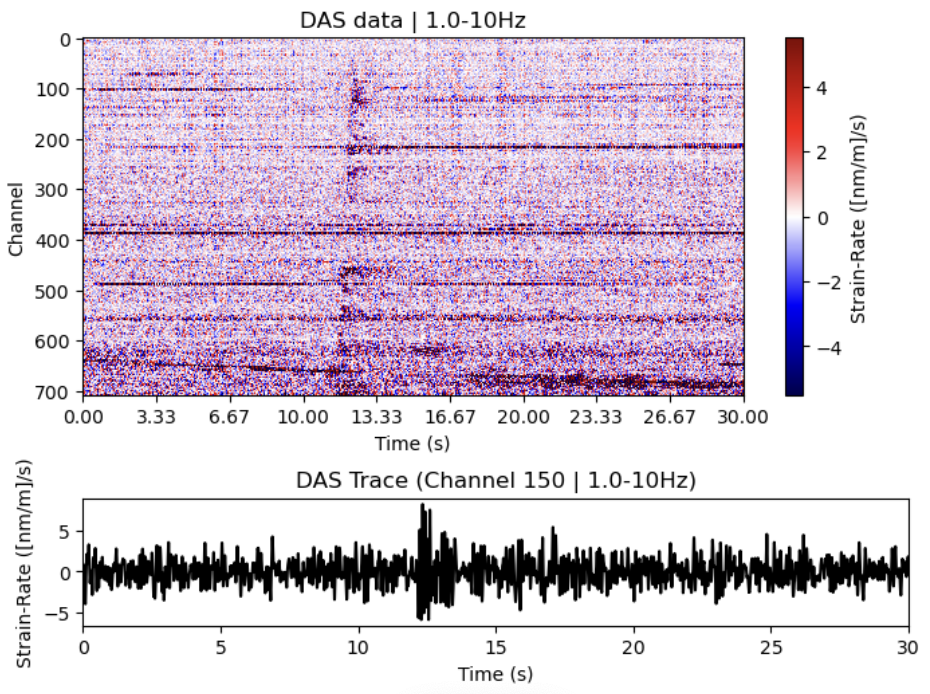 DAS data | 1.0-10Hz
0
100
200
300
400
500
600
700
Channel
0.00 3.33 6.67 10.00 13.33 16.67 20.00 23.33 26.67 30.00
Time (s)
4
2
0
−2
−4
Strain-Rate ([nm/m]/s)
DAS Trace (Channel 150 | 1.0-10Hz)
5
0
−5
Strain-Rate ([nm/m]/s)
0 5 10 15 20 25 30
Time (s)